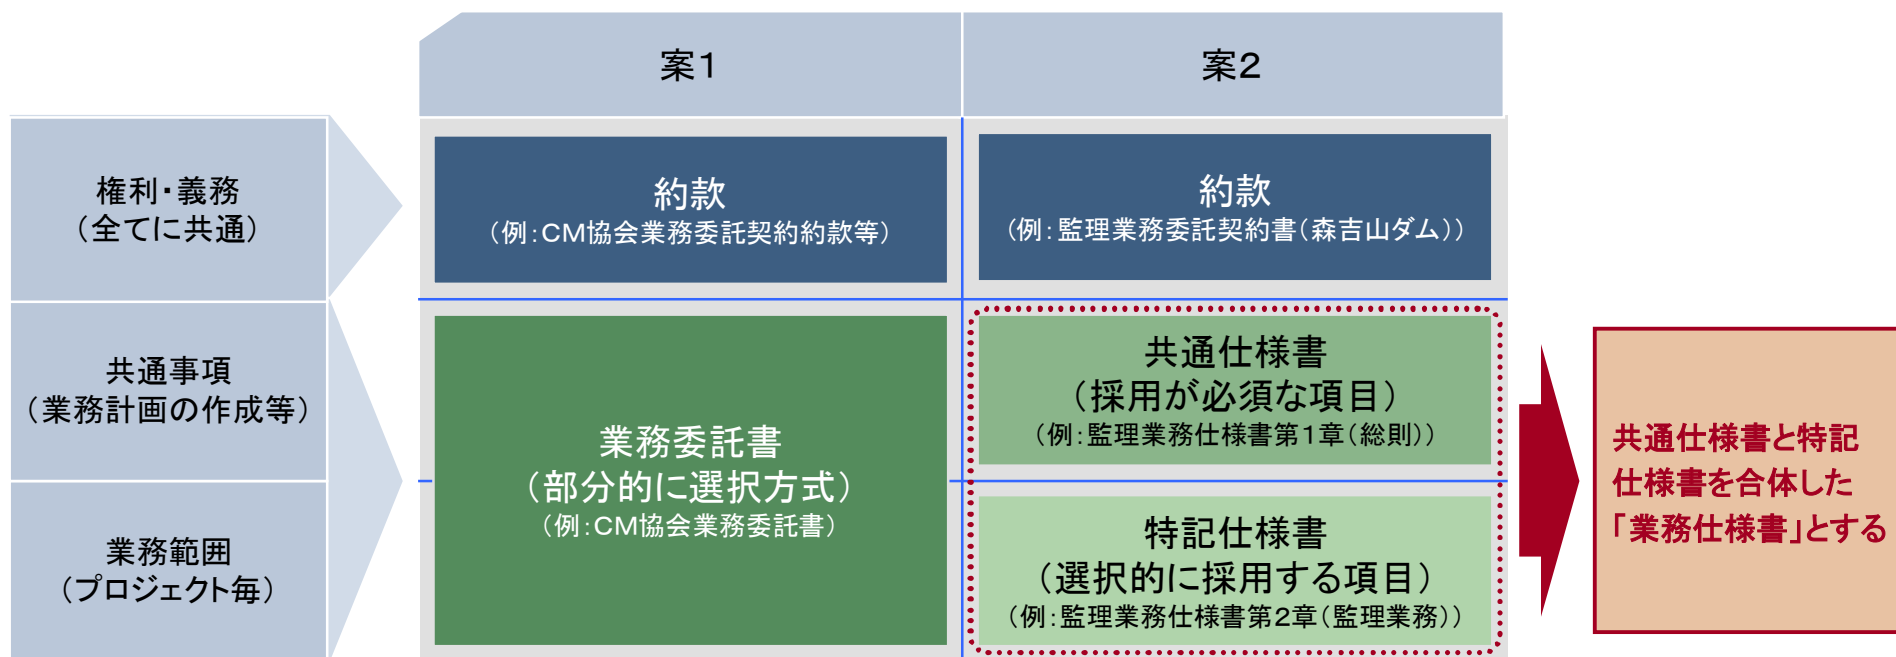 案1
案2
権利・義務
（全てに共通）
約款
（例：CM協会業務委託契約約款等）
約款
（例：監理業務委託契約書（森吉山ダム））
共通事項
（業務計画の作成等）
業務範囲
（プロジェクト毎）
業務委託書
（部分的に選択方式）
（例：CM協会業務委託書）
共通仕様書
（採用が必須な項目）
（例：監理業務仕様書第1章（総則））
特記仕様書
（選択的に採用する項目）
（例：監理業務仕様書第2章（監理業務））
共通仕様書と特記
仕様書を合体した
「業務仕様書」とする